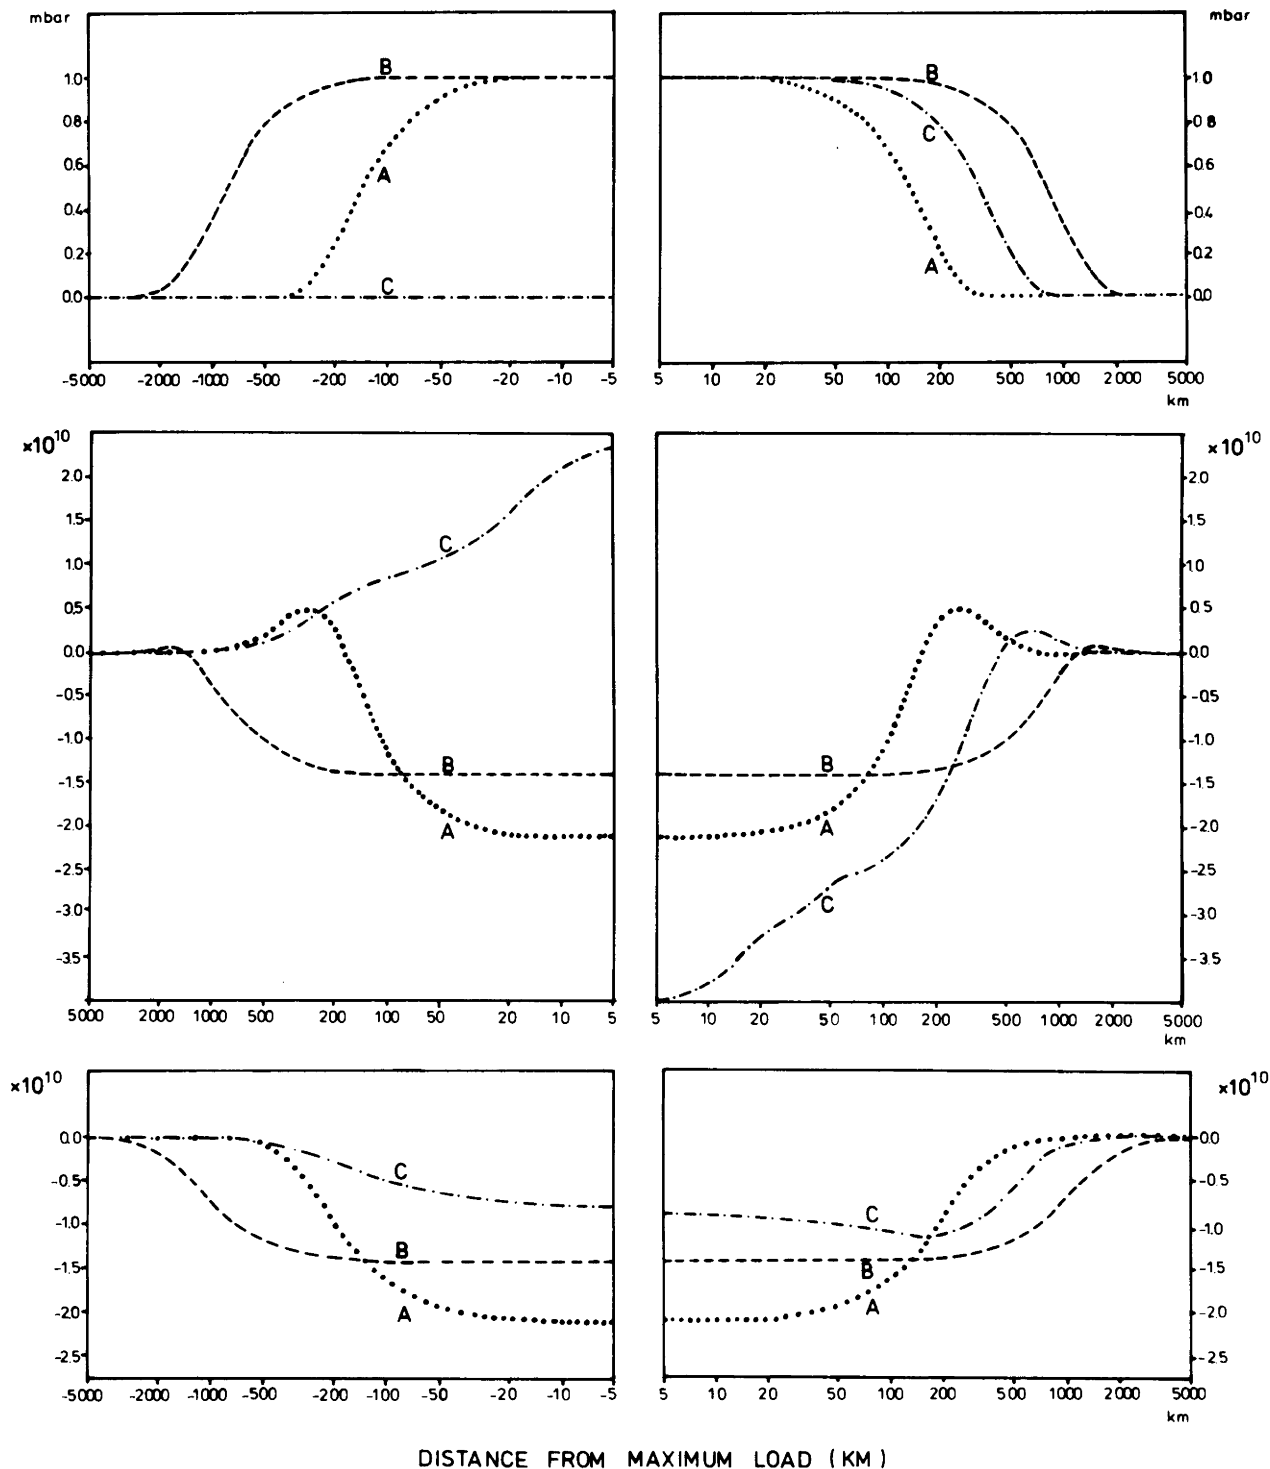 mbar mbar
B B
1.0 1.0
0.8 C 0.8
0.6 A 0.6
0.4 0.4
0.2 A 0.2
0.0 C 0.0
-5000 -2000 -1000 -500 -200 -100 -50 -20 -10 -5 5 10 20 50 100 200 500 1000 2000 5000
km
×10¹⁰ ×10¹⁰
2.0 2.0
1.5 C 1.5
1.0 1.0
0.5 0.5
0.0 0.0
-0.5 -0.5
-1.0 -1.0
B B
-1.5 -1.5
-2.0 A A -2.0
-2.5 -2.5
-3.0 C -3.0
-3.5 -3.5
5000 2000 1000 500 200 100 50 20 10 5 5 10 20 50 100 200 500 1000 2000 5000
km
×10¹⁰ ×10¹⁰
0.0 0.0
-0.5 C -0.5
-1.0 C -1.0
B
-1.5 B -1.5
-2.0 A A -2.0
-2.5 -2.5
-5000 -2000 -1000 -500 -200 -100 -50 -20 -10 -5 5 10 20 50 100 200 500 1000 2000 5000
km
DISTANCE FROM MAXIMUM LOAD (KM)